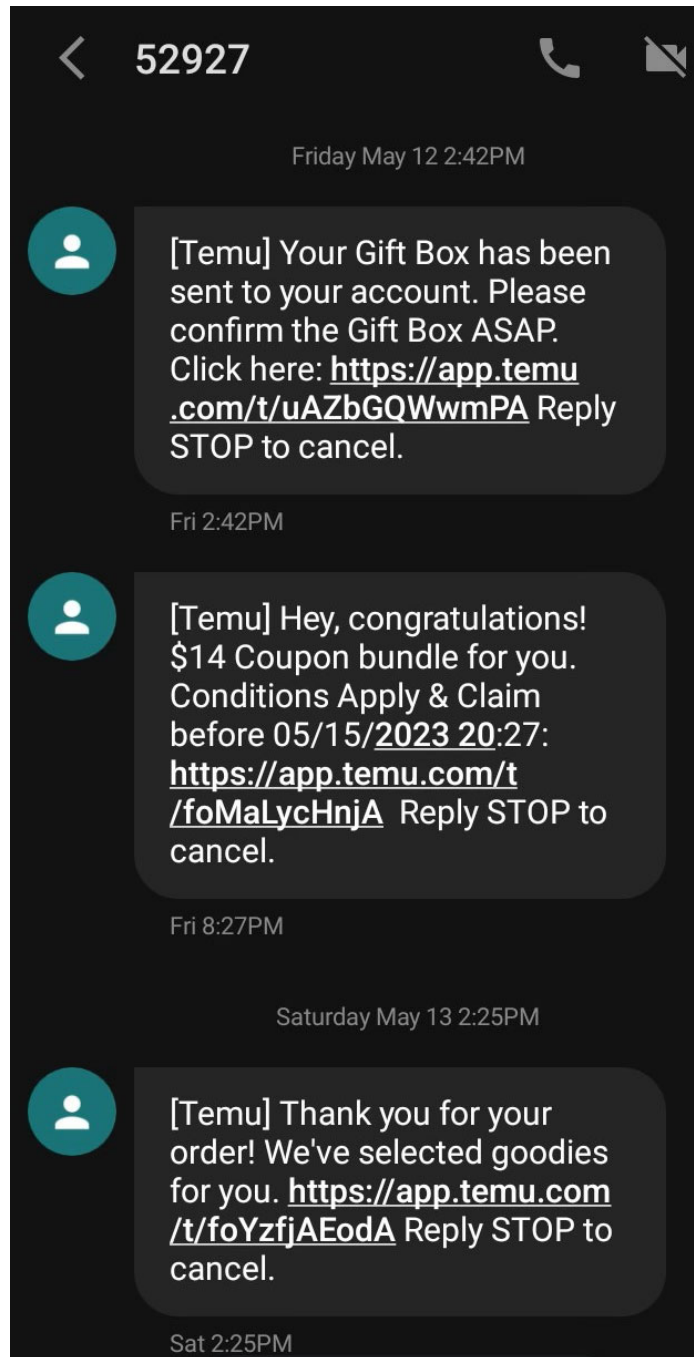 52927
Friday May 12 2:42PM
[Temu] Your Gift Box has been
sent to your account. Please
confirm the Gift Box ASAP.
Click here: https://app.temu
.com/t/uAZbGQWwmPA Reply
STOP to cancel.
Fri 2:42PM
[Temu] Hey, congratulations!
$14 Coupon bundle for you.
Conditions Apply & Claim
before 05/15/2023 20:27:
https://app.temu.com/t
/foMaLycHnjA Reply STOP to
cancel.
Fri 8:27PM
Saturday May 13 2:25PM
[Temu] Thank you for your
order! We've selected goodies
for you. https://app.temu.com
/t/foYzfjAEodA Reply STOP to
cancel.
Sat 2:25PM